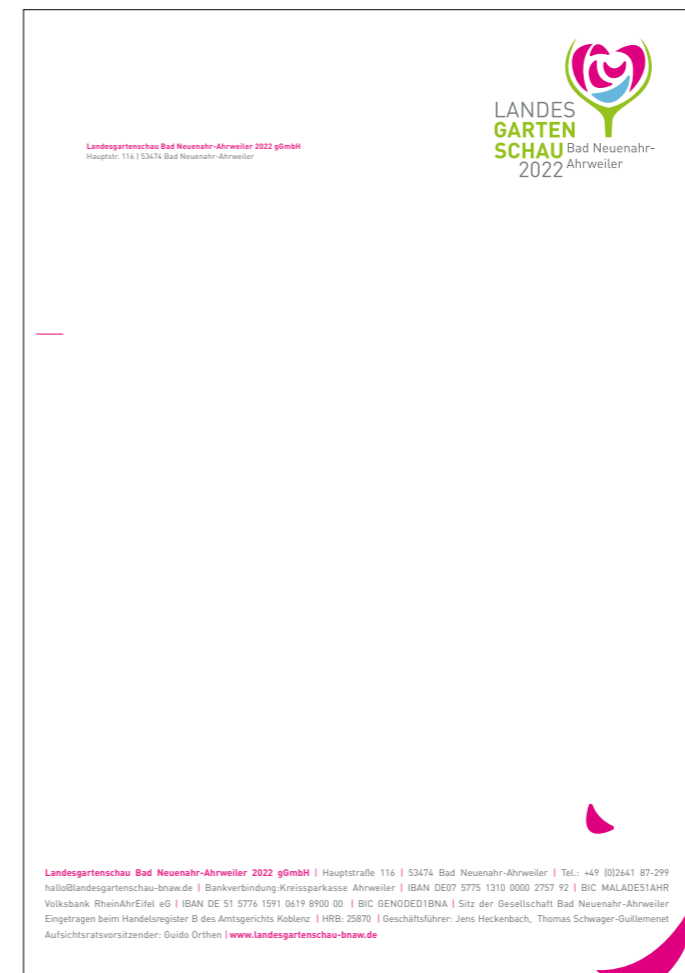 LANDES
GARTEN
SCHAU Bad Neuenahr-
2022 Ahrweiler
Landesgartenschau Bad Neuenahr-Ahrweiler 2022 gGmbH
Hauptstr. 116 | 53474 Bad Neuenahr-Ahrweiler
Landesgartenschau Bad Neuenahr-Ahrweiler 2022 gGmbH | Hauptstraße 116 | 53474 Bad Neuenahr-Ahrweiler | Tel.: +49 (0)2641 87-299
hallo@landesgartenschau-bnaw.de | Bankverbindung:Kreissparkasse Ahrweiler | IBAN DE07 5775 1310 0000 2757 92 | BIC MALADE51AHR
Volksbank RheinAhrEifel eG | IBAN DE 51 5776 1591 0619 8900 00 | BIC GENODED1BNA | Sitz der Gesellschaft Bad Neuenahr-Ahrweiler
Eingetragen beim Handelsregister B des Amtsgerichts Koblenz | HRB: 25870 | Geschäftsführer: Jens Heckenbach, Thomas Schwager-Guillemenet
Aufsichtsratsvorsitzender: Guido Orthen | www.landesgartenschau-bnaw.de